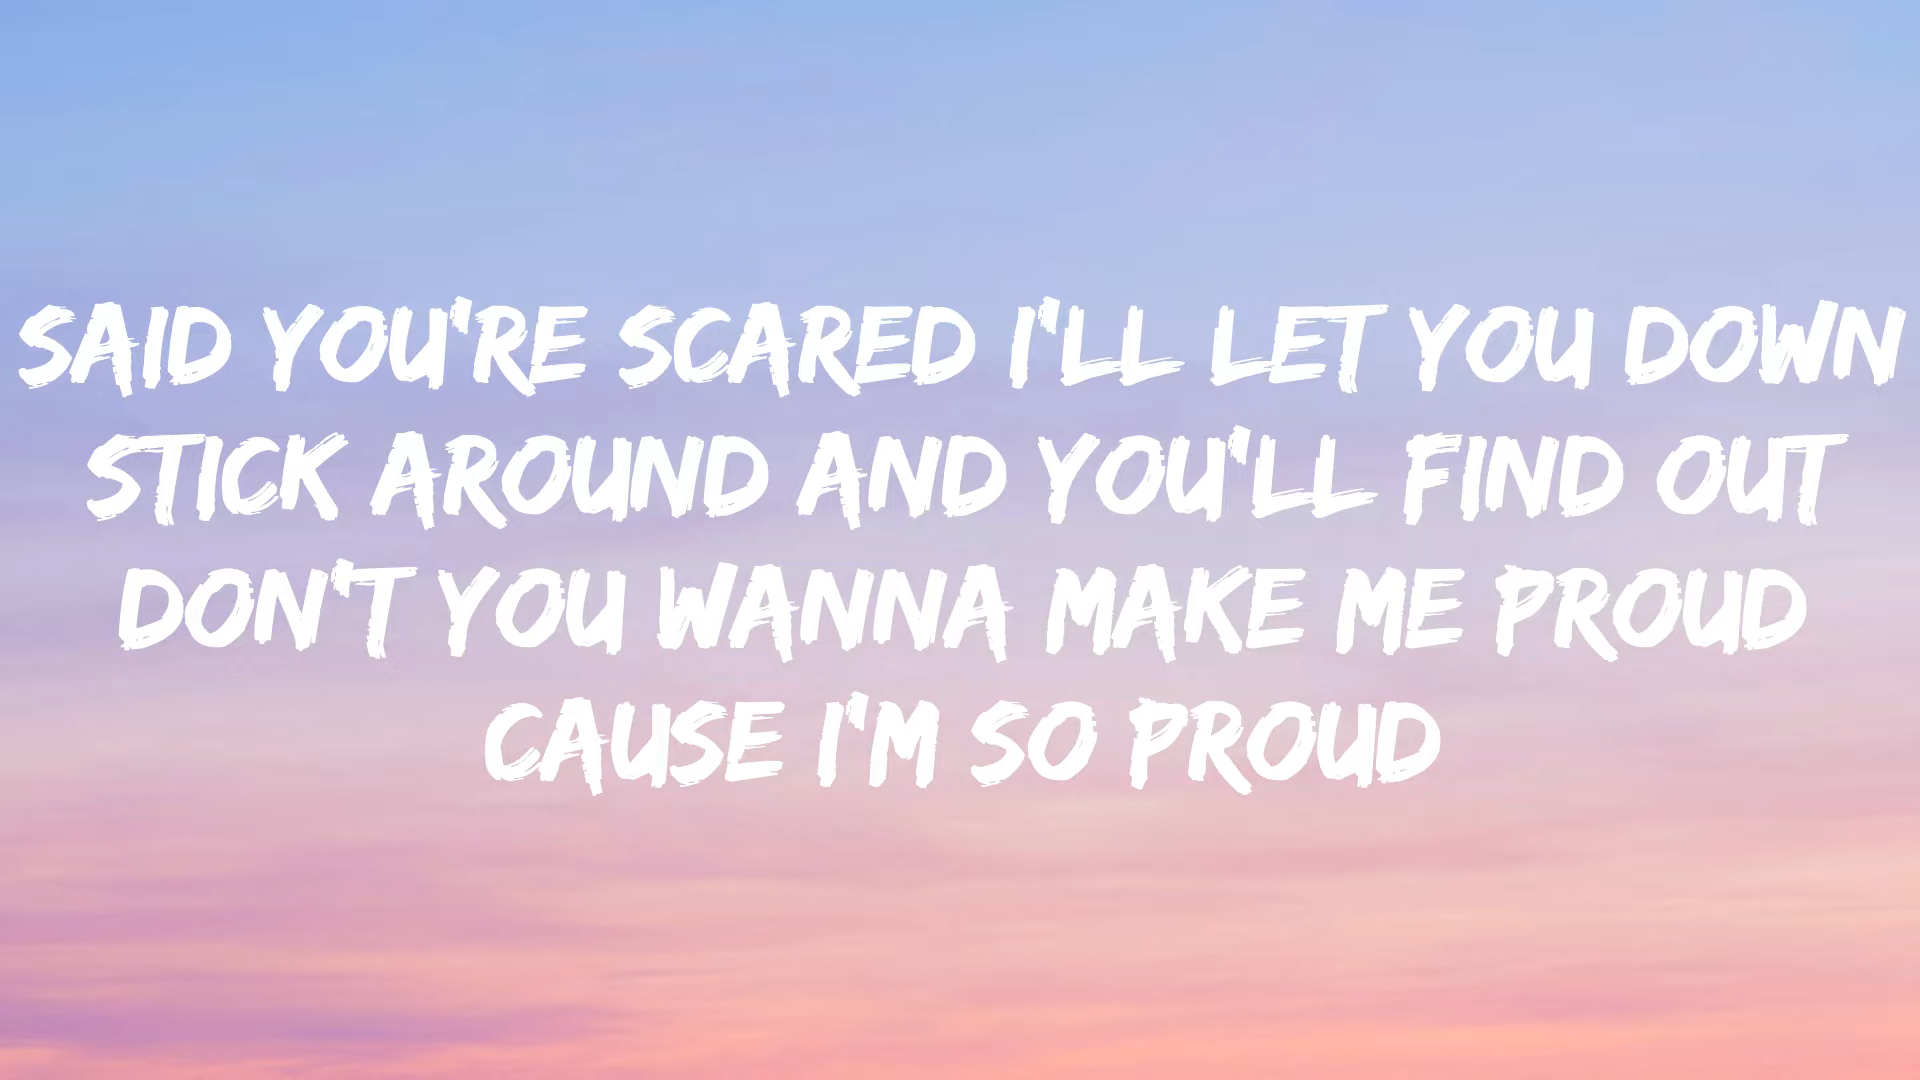 SAID YOU'RE SCARED I'LL LET YOU DOWN
STICK AROUND AND YOU'LL FIND OUT
DON'T YOU WANNA MAKE ME PROUD
CAUSE I'M SO PROUD